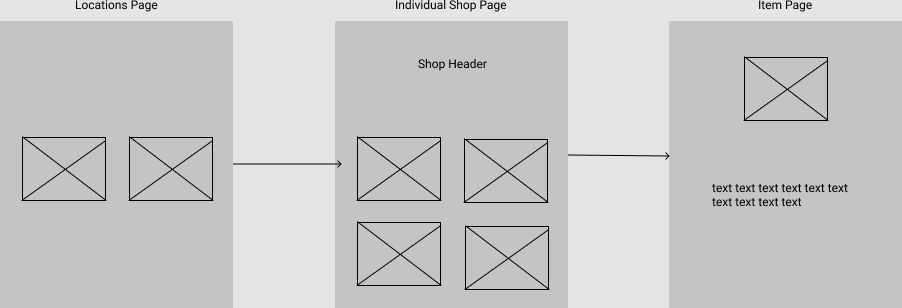 Locations Page
Individual Shop Page
Item Page
Shop Header
text text text text text text
text text text text